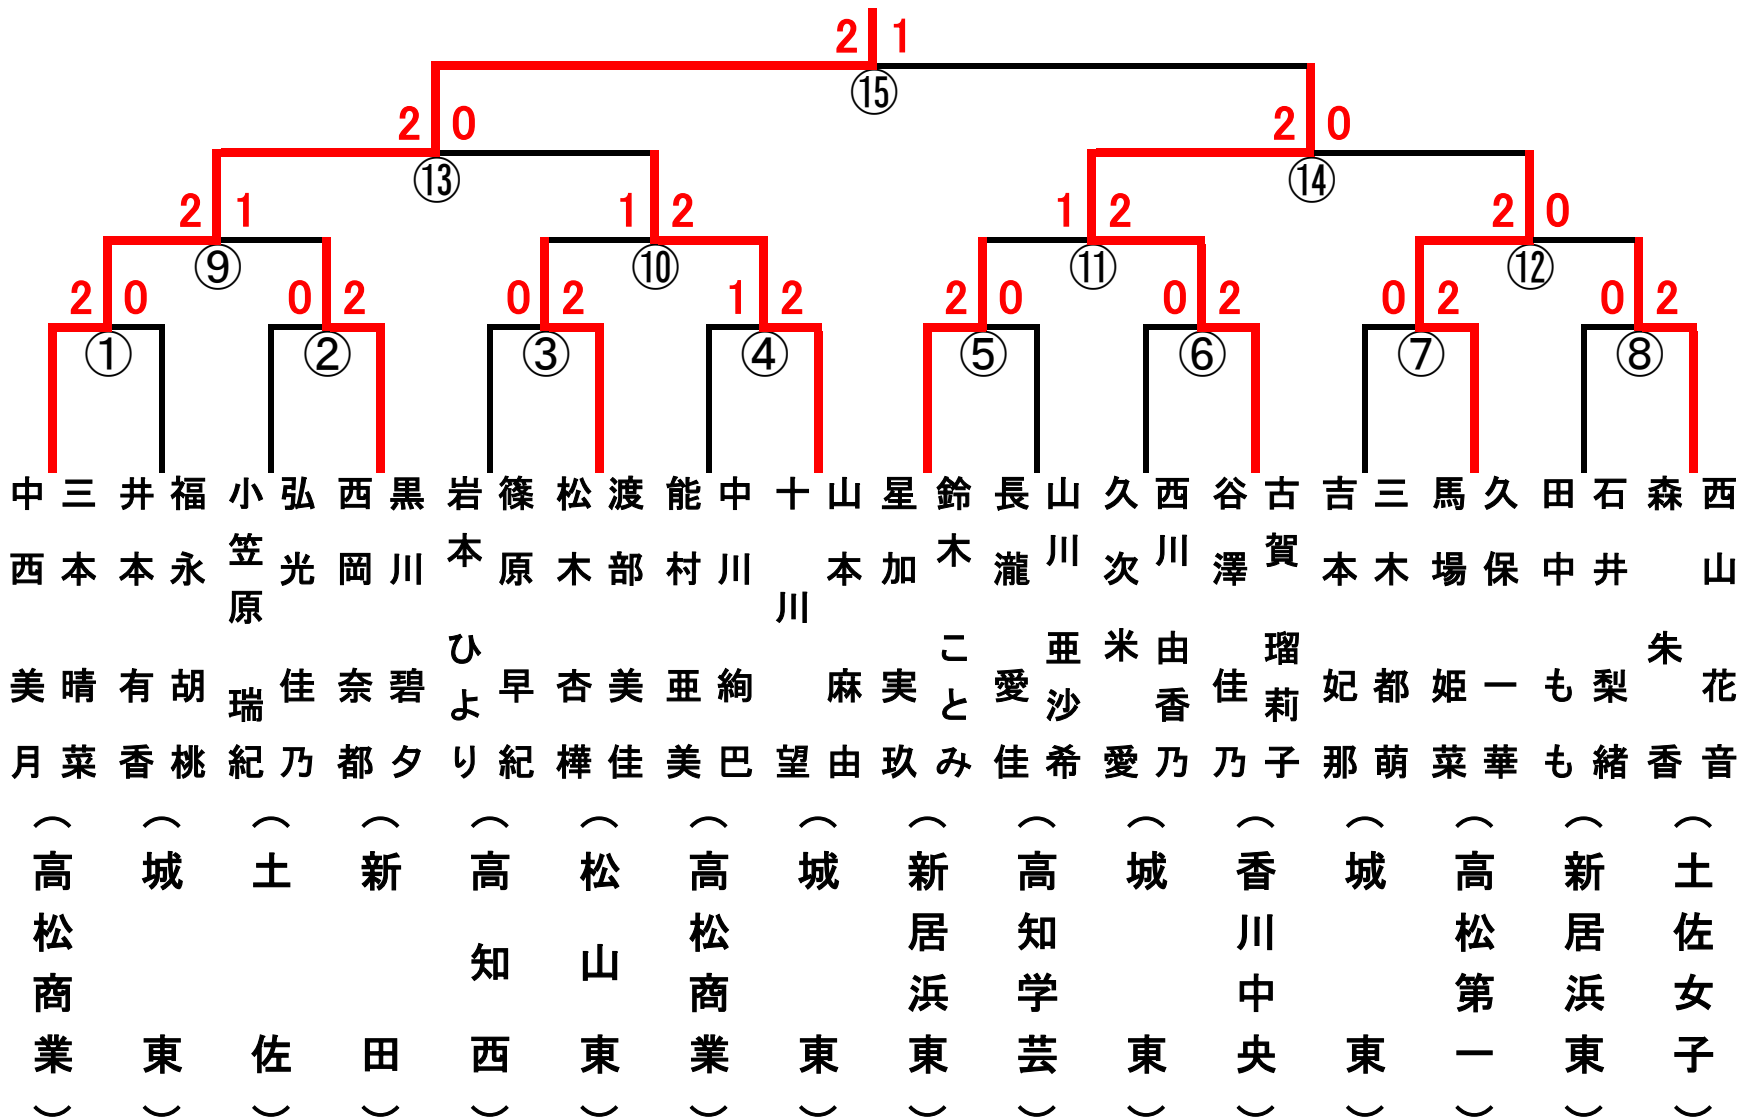 2 1
⑮
2 0 2 0
⑬ ⑭
2 1 1 2 1 2 2 0
⑨ ⑩ ⑪ ⑫
2 0 0 2 0 2 1 2 2 0 0 2 0 2 0 2
① ② ③ ④ ⑤ ⑥ ⑦ ⑧
中西美月
三本晴菜
(高松商業)
井本有香
福永胡桃
(城東)
小笠原瑞紀
弘光佳乃
(土佐)
西岡奈都
黒川碧夕
(新田)
岩本ひより
篠原早紀
(高知西)
松木杏樺
渡部美佳
(松山東)
能村亜美
中川絢巴
(高松商業)
十川望
山本麻由
(城東)
星加実玖
鈴木ことみ
(新居浜東)
長瀧愛佳
山川亜沙希
(高知学芸)
久次米愛
西川由香乃
(城東)
谷澤佳乃
古賀瑠莉子
(香川中央)
吉本妃那
三木都萌
(城東)
馬場姫菜
久保一華
(高松第一)
田中もも
石井梨緒
(新居浜東)
森朱香
西山花音
(土佐女子)